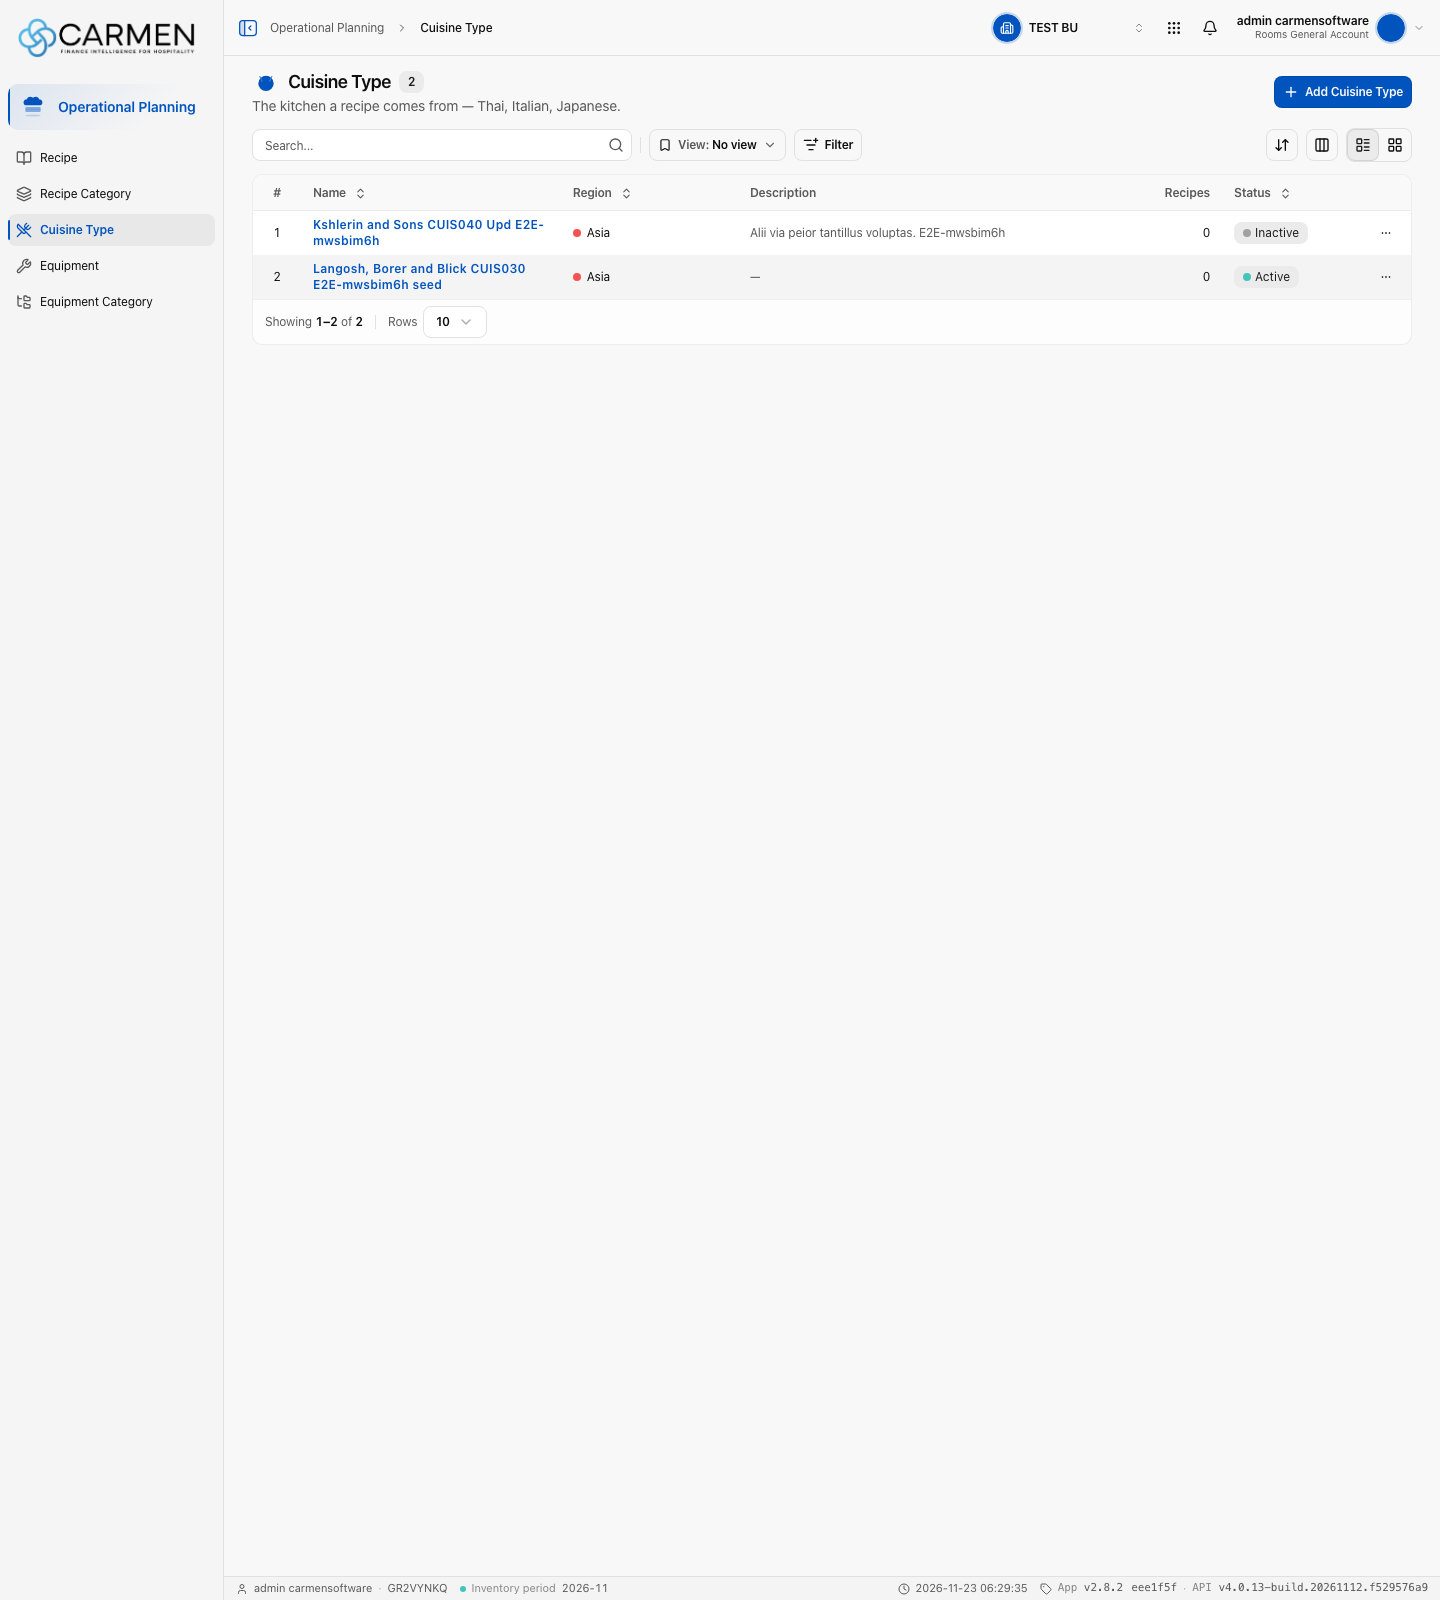 CARMEN
FINANCE INTELLIGENCE FOR HOSPITALITY
Operational Planning
Recipe
Recipe Category
Cuisine Type
Equipment
Equipment Category
Operational Planning
Cuisine Type
TEST BU
admin carmensoftware
Rooms General Account
Cuisine Type 2
The kitchen a recipe comes from — Thai, Italian, Japanese.
Add Cuisine Type
Search...
View: No view
Filter
# Name Region Description Recipes Status
1 Kshlerin and Sons CUIS040 Upd E2E-
mwsbim6h
Asia Alii via peior tantillus voluptas. E2E-mwsbim6h 0 Inactive
2 Langosh, Borer and Blick CUIS030
E2E-mwsbim6h seed
Asia — 0 Active
Showing 1–2 of 2 Rows 10
admin carmensoftware · GR2VYNKQ Inventory period 2026-11
2026-11-23 06:29:35 App v2.8.2 eee1f5f · API v4.0.13-build.20261112.f529576a9